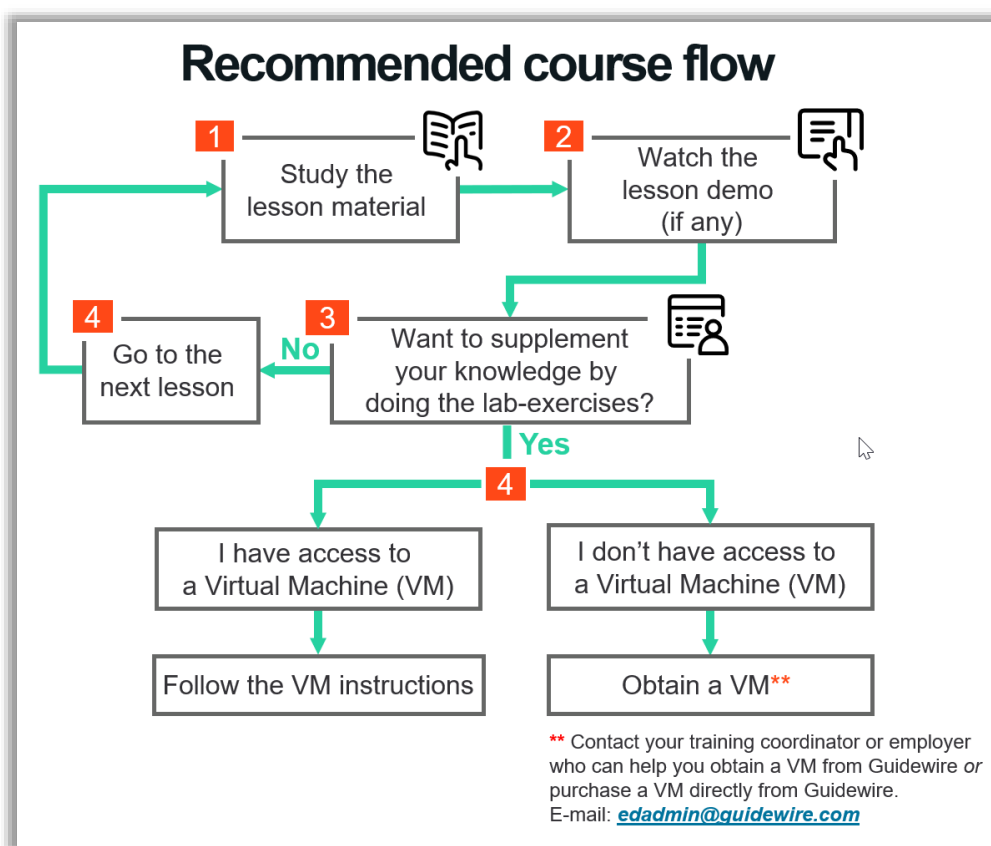 Recommended course flow
1
Study the
lesson material
2
Watch the
lesson demo
(if any)
3
Want to supplement
your knowledge by
doing the lab-exercises?
No
4
Go to the
next lesson
Yes
4
I have access to
a Virtual Machine (VM)
Follow the VM instructions
I don’t have access to
a Virtual Machine (VM)
Obtain a VM**
** Contact your training coordinator or employer
who can help you obtain a VM from Guidewire or
purchase a VM directly from Guidewire.
E-mail: edadmin@guidewire.com